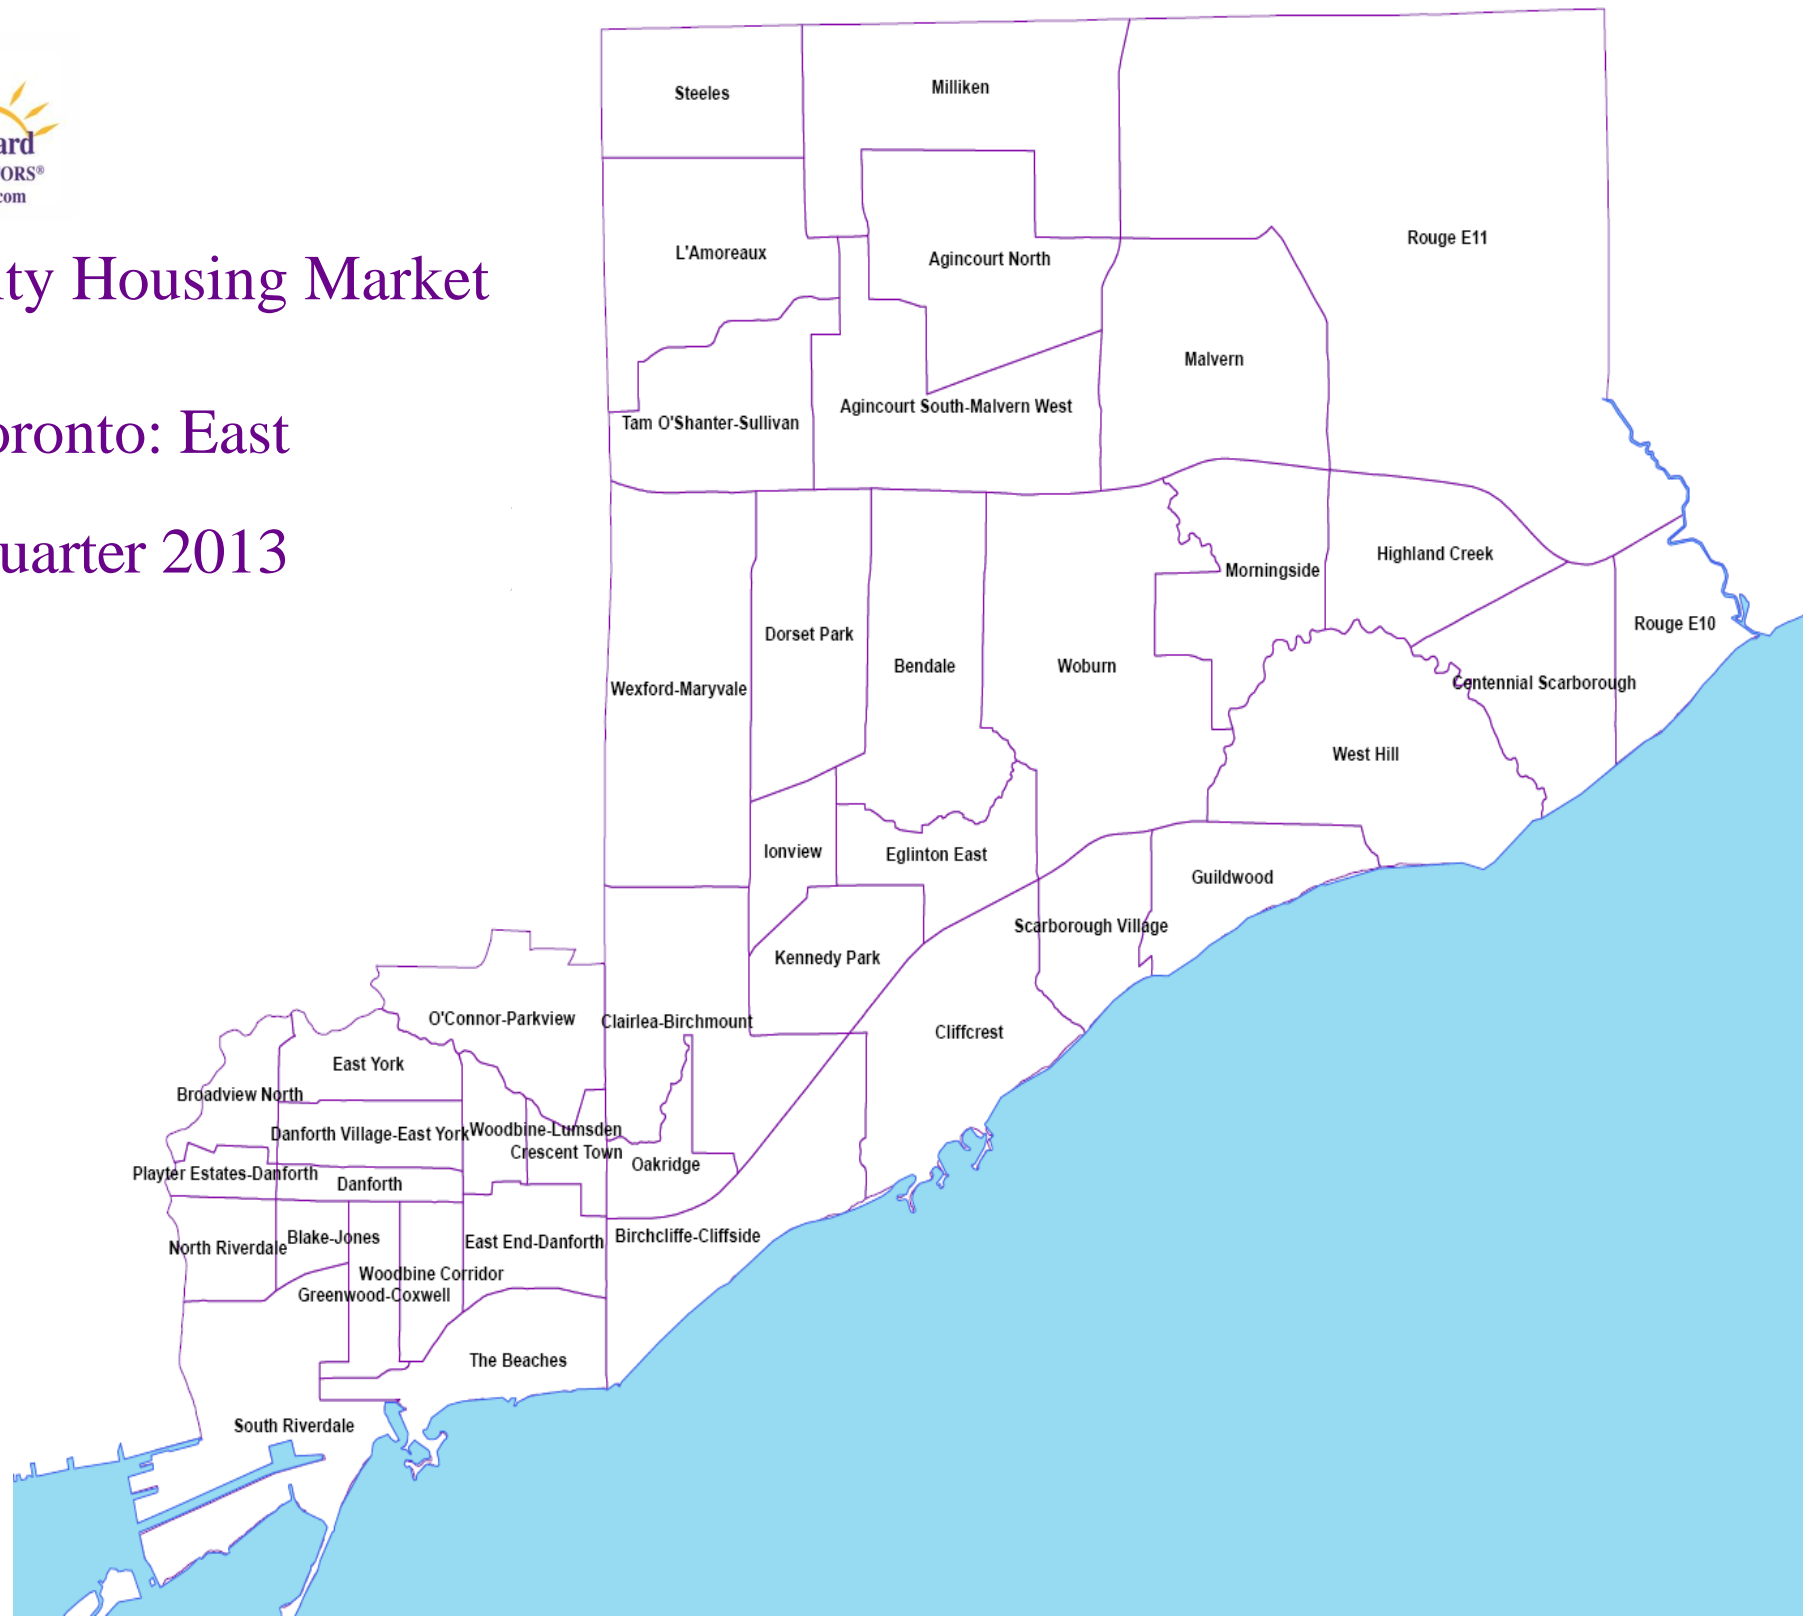 ard
ORS®
com
ity Housing Market
oronto: East
uarter 2013
Steeles
Milliken
Rouge E11
L'Amoreaux
Agincourt North
Malvern
Agincourt South-Malvern West
Tam O'Shanter-Sullivan
Highland Creek
Morningside
Rouge E10
Dorset Park
Bendale
Woburn
Centennial Scarborough
Wexford-Maryvale
West Hill
Ionview
Eglinton East
Guildwood
Scarborough Village
Kennedy Park
O'Connor-Parkview
Clairlea-Birchmount
Cliffcrest
East York
Broadview North
Danforth Village-East York
Woodbine-Lumsden
Crescent Town
Oakridge
Playter Estates-Danforth
Danforth
North Riverdale
Blake-Jones
East End-Danforth
Birchcliffe-Cliffside
Woodbine Corridor
Greenwood-Coxwell
The Beaches
South Riverdale